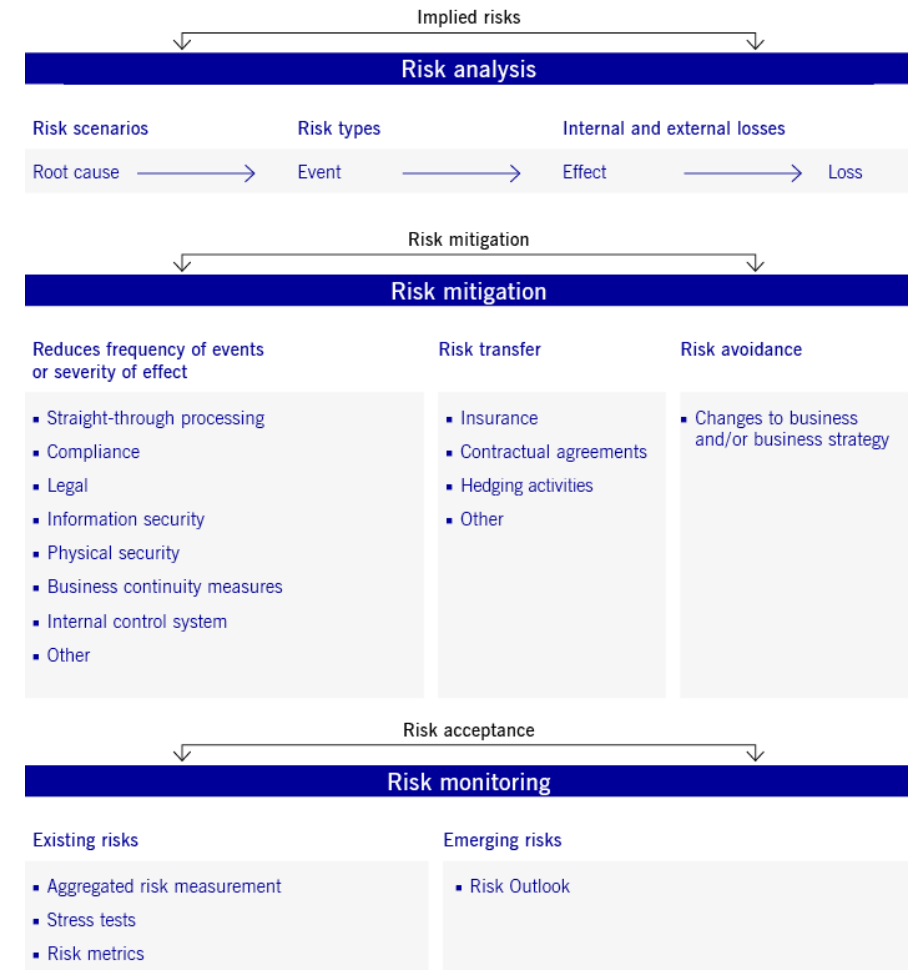 Implied risks
Risk analysis
Risk scenarios
Risk types
Internal and external losses
Root cause
Event
Effect
Loss
Risk mitigation
Risk mitigation
Reduces frequency of events
or severity of effect
▪ Straight-through processing
▪ Compliance
▪ Legal
▪ Information security
▪ Physical security
▪ Business continuity measures
▪ Internal control system
▪ Other
Risk transfer
▪ Insurance
▪ Contractual agreements
▪ Hedging activities
▪ Other
Risk avoidance
▪ Changes to business
and/or business strategy
Risk acceptance
Risk monitoring
Existing risks
▪ Aggregated risk measurement
▪ Stress tests
▪ Risk metrics
Emerging risks
▪ Risk Outlook